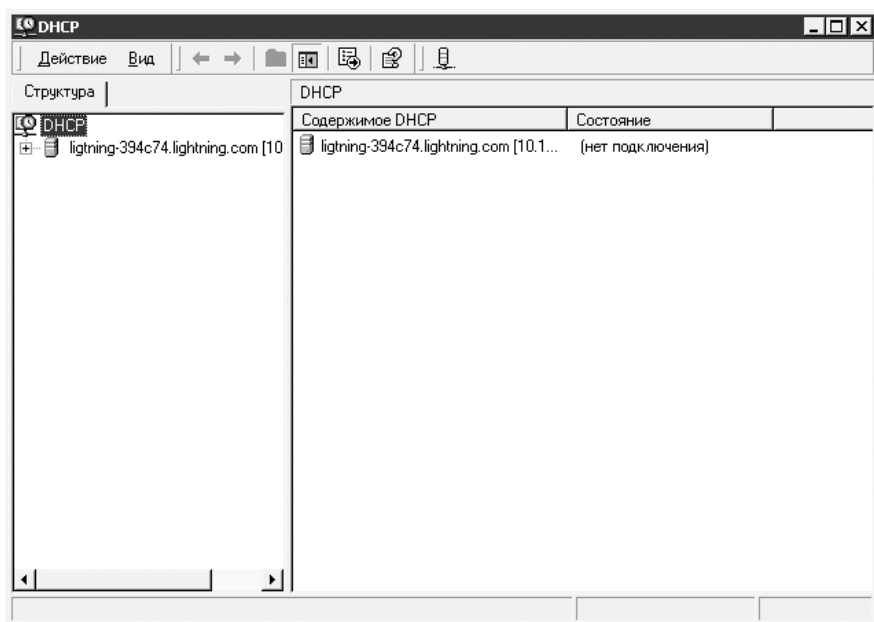 DHCP
Действие Вид
Структура
DHCP
Содержимое DHCP Состояние
DHCP
ligtning-394c74.lightning.com [10
ligtning-394c74.lightning.com [10.1... (нет подключения)